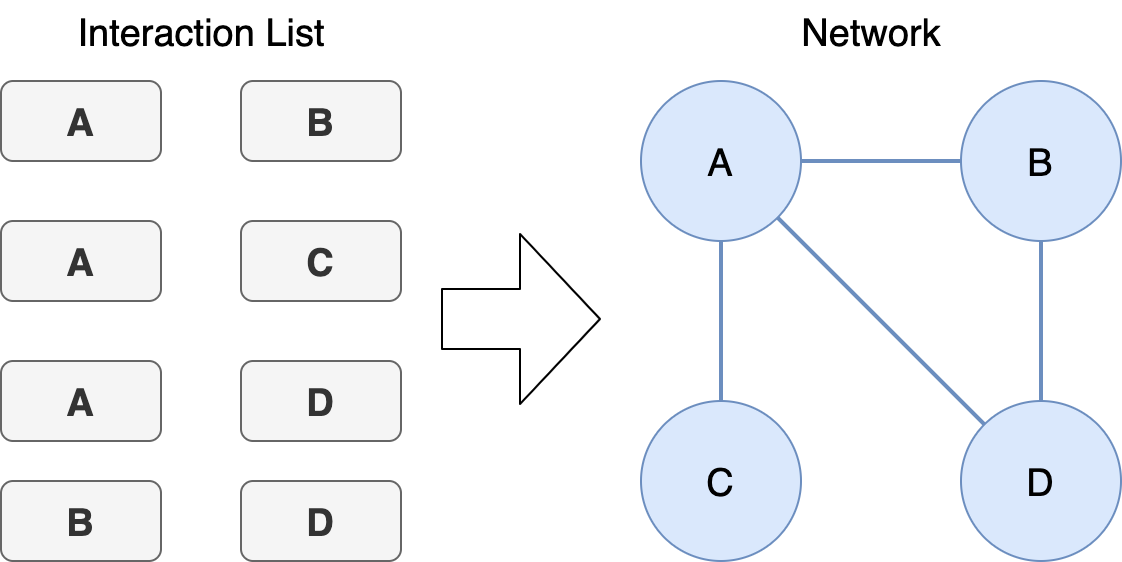 Interaction List
A B
A C
A D
B D
Network
A B
C D